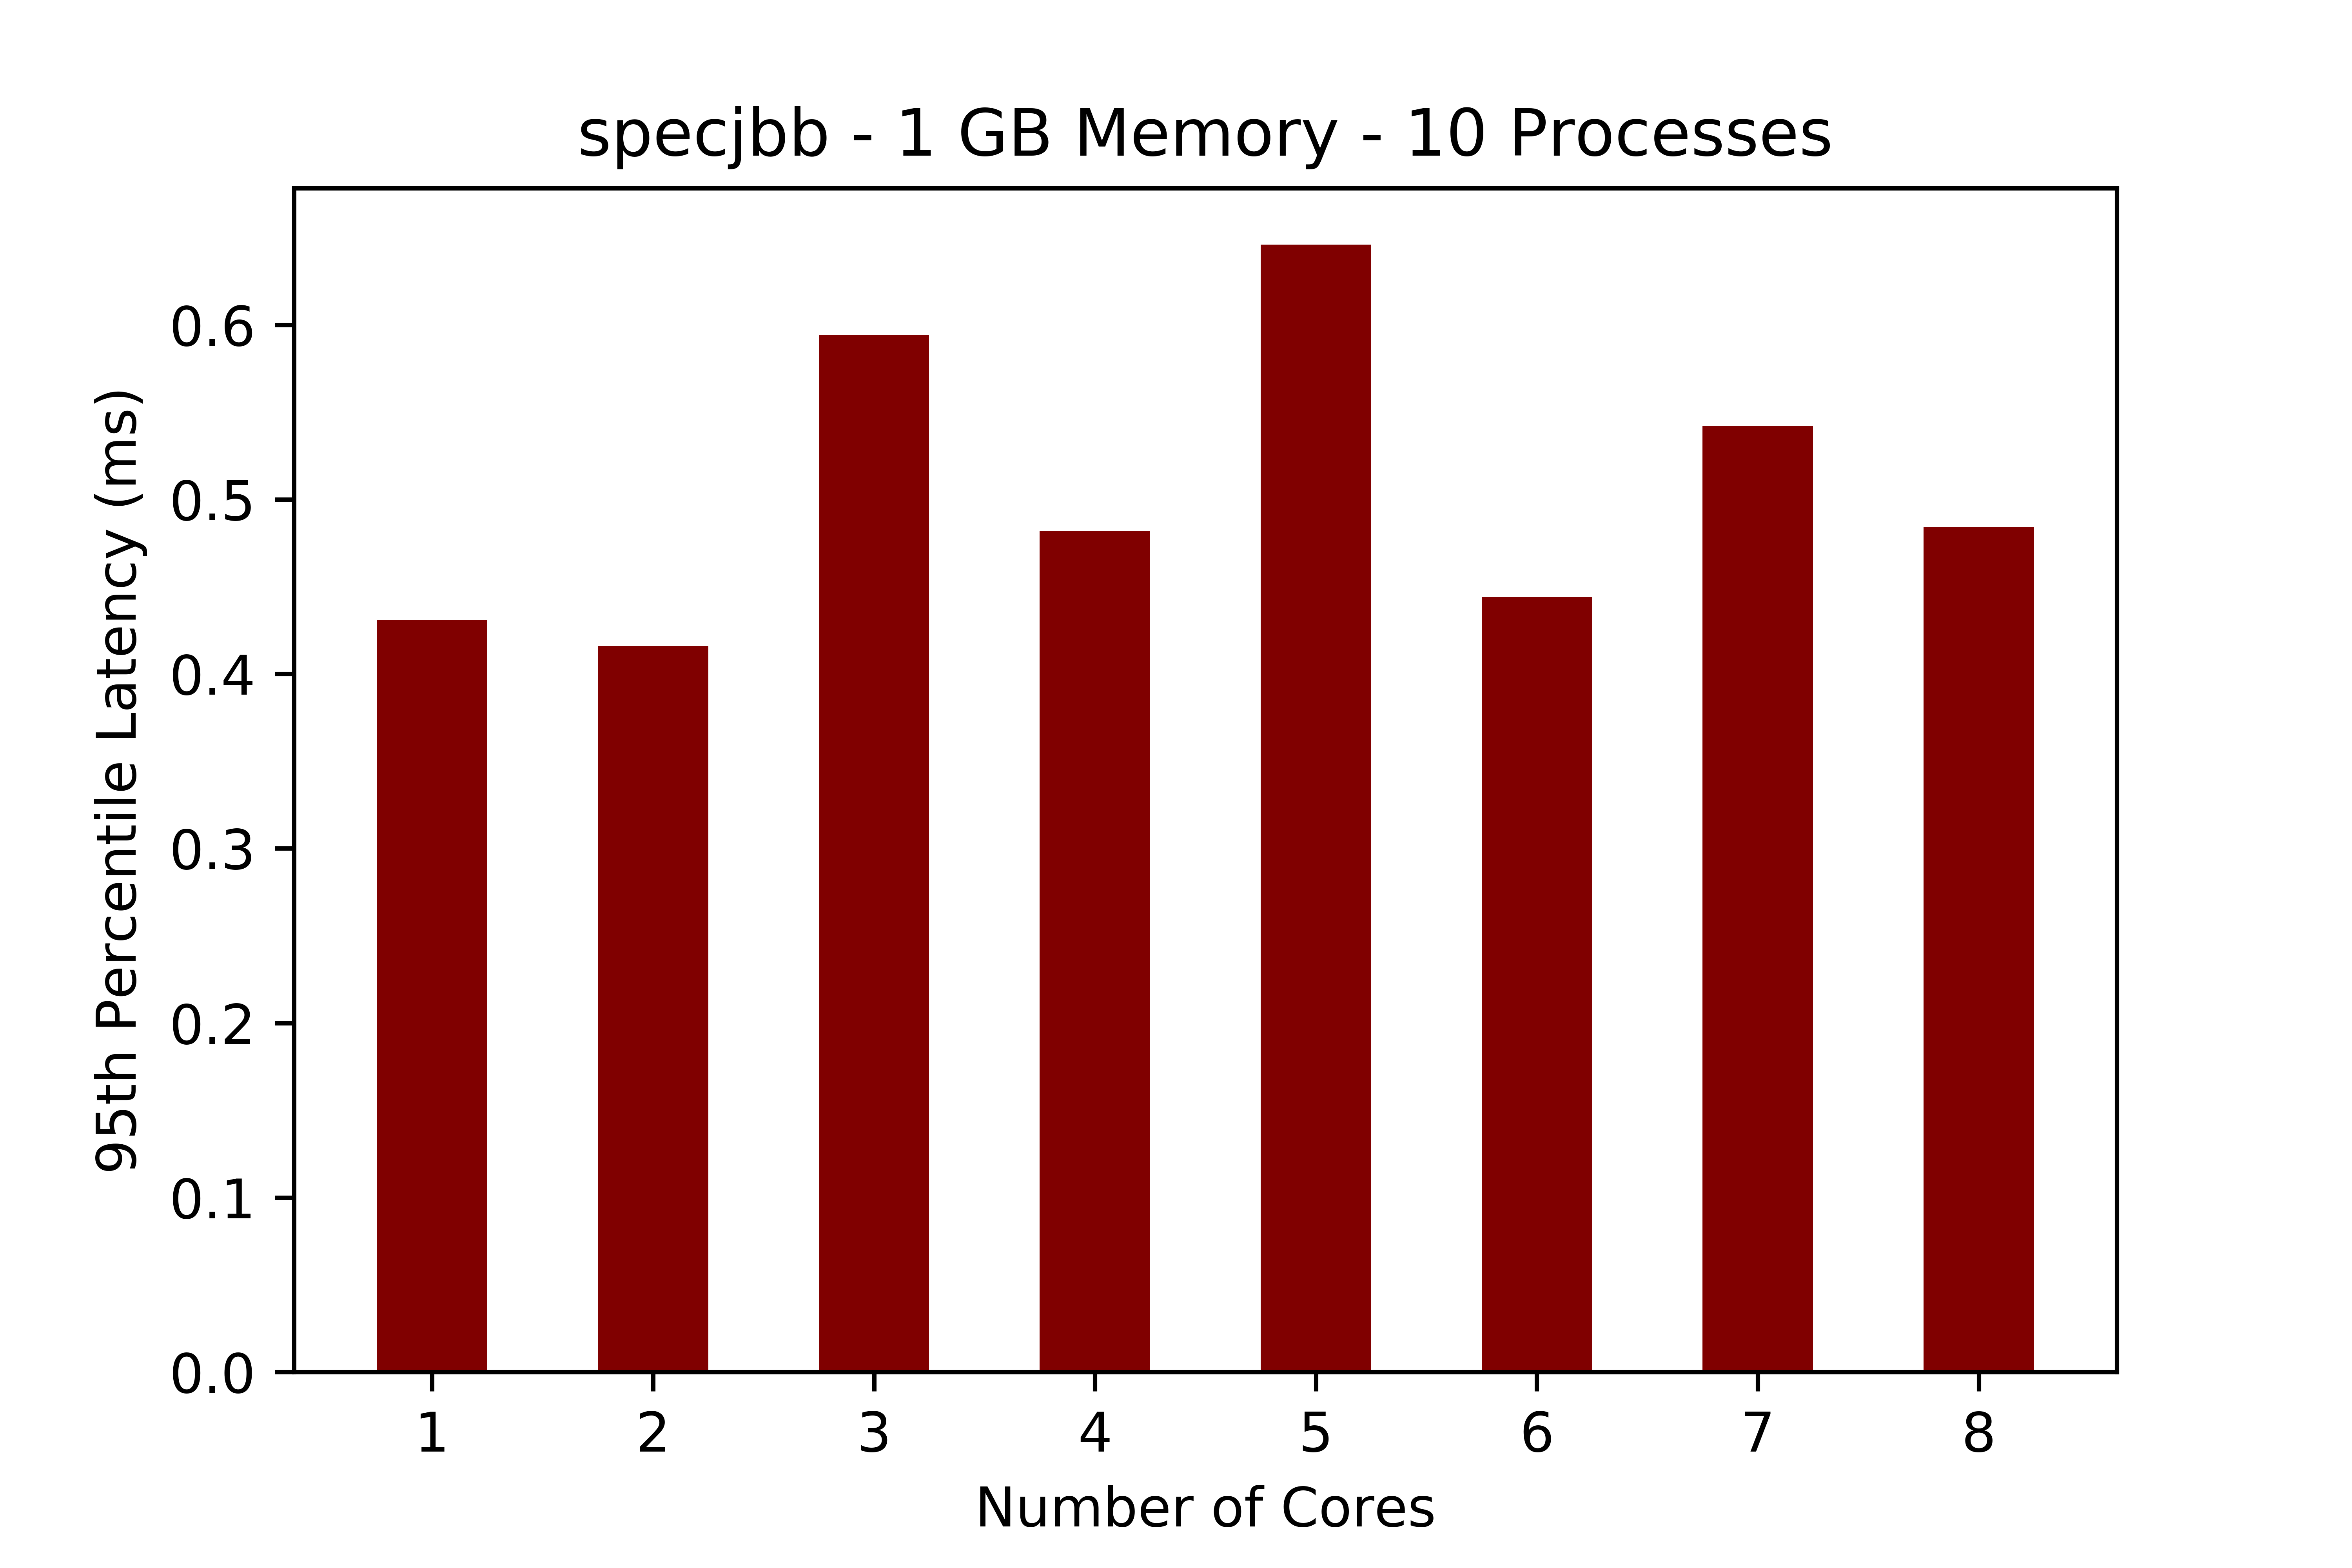 specjbb - 1 GB Memory - 10 Processes
95th Percentile Latency (ms)
0.6
0.5
0.4
0.3
0.2
0.1
0.0
1 2 3 4 5 6 7 8
Number of Cores